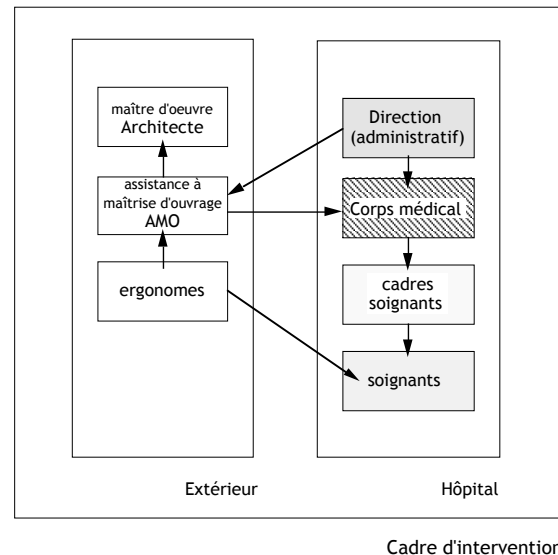 maître d'oeuvre
Architecte
assistance à
maîtrise d'ouvrage
AMO
ergonomes
Extérieur
Direction
(administratif)
Corps médical
cadres
soignants
soignants
Hôpital
Cadre d'intervention